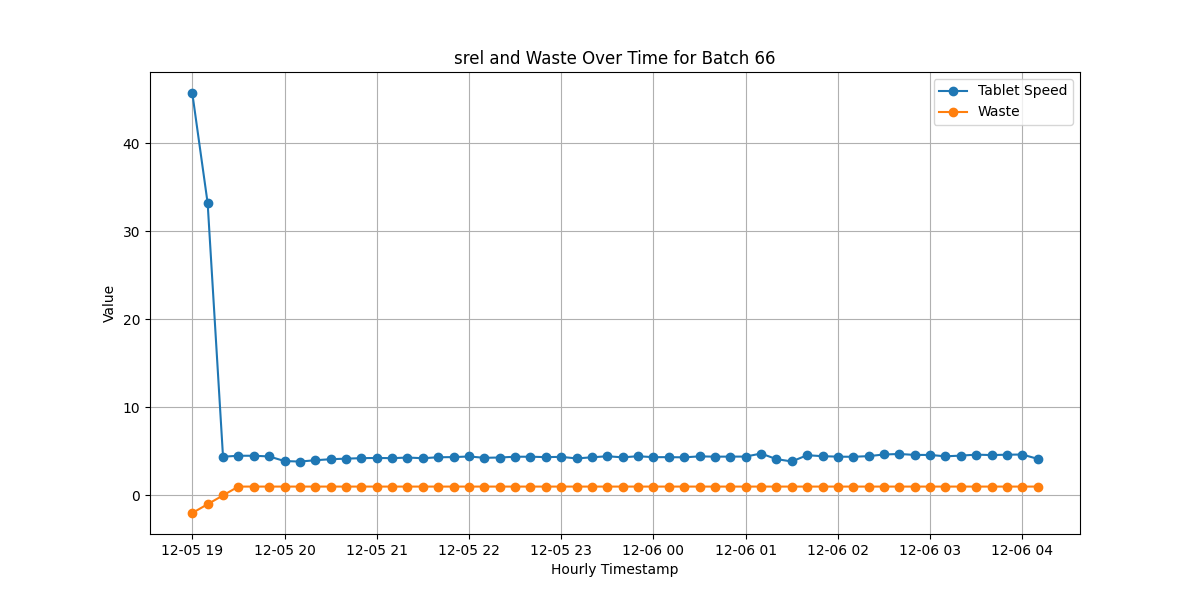 srel and Waste Over Time for Batch 66
Tablet Speed
Waste
Value
40
30
20
10
0
12-05 19 12-05 20 12-05 21 12-05 22 12-05 23 12-06 00 12-06 01 12-06 02 12-06 03 12-06 04
Hourly Timestamp